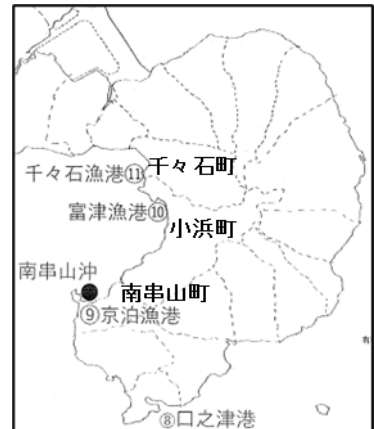 千々石町
千々石漁港⑪
富津漁港⑩
小浜町
南串山沖
南串山町
⑨京泊漁港
有
⑧口之津港